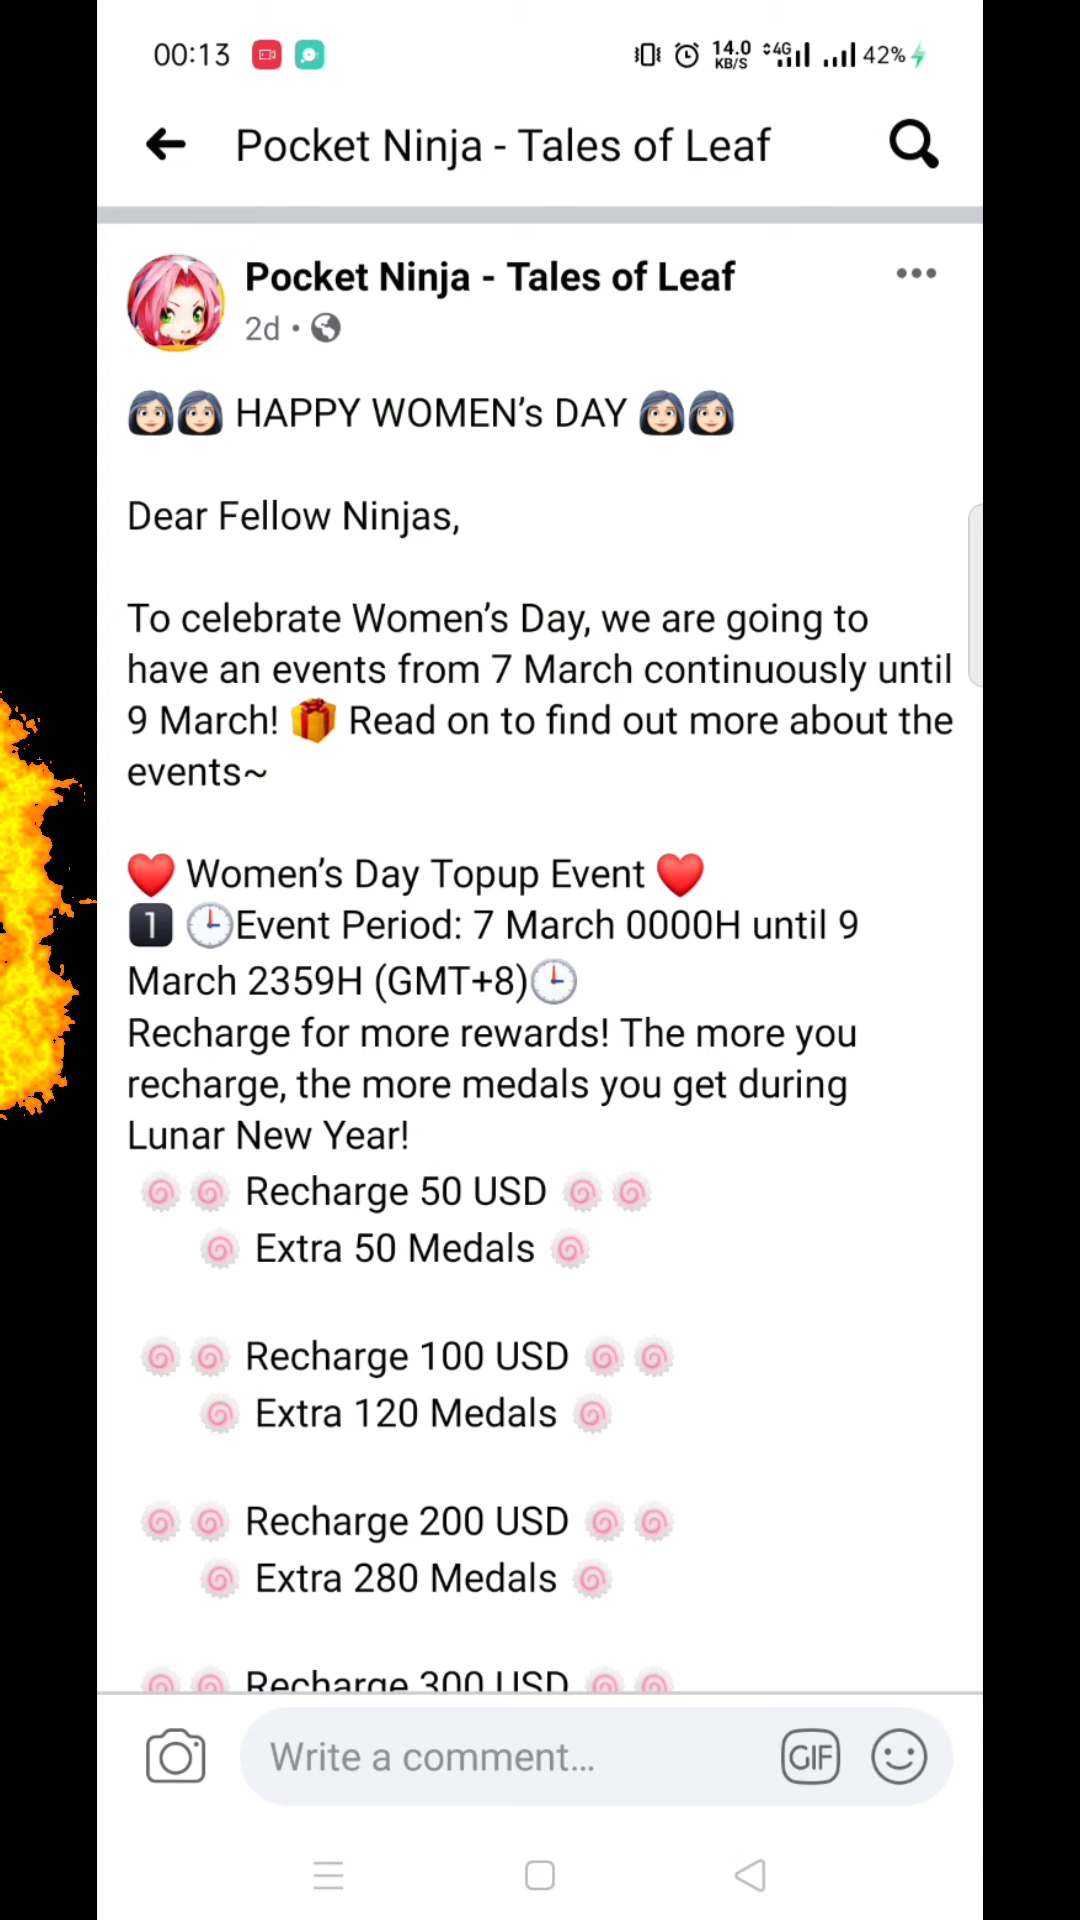 00:13 14.0 KB/S 4G 42%
Pocket Ninja - Tales of Leaf
Pocket Ninja - Tales of Leaf
2d •
HAPPY WOMEN’s DAY
Dear Fellow Ninjas,
To celebrate Women’s Day, we are going to
have an events from 7 March continuously until
9 March! 🎁 Read on to find out more about the
events~
❤️ Women’s Day Topup Event ❤️
1 🕒Event Period: 7 March 0000H until 9
March 2359H (GMT+8)🕒
Recharge for more rewards! The more you
recharge, the more medals you get during
Lunar New Year!
🍥🍥 Recharge 50 USD 🍥🍥
🍥 Extra 50 Medals 🍥
🍥🍥 Recharge 100 USD 🍥🍥
🍥 Extra 120 Medals 🍥
🍥🍥 Recharge 200 USD 🍥🍥
🍥 Extra 280 Medals 🍥
🍥🍥 Recharge 300 USD 🍥🍥
Write a comment...
GIF